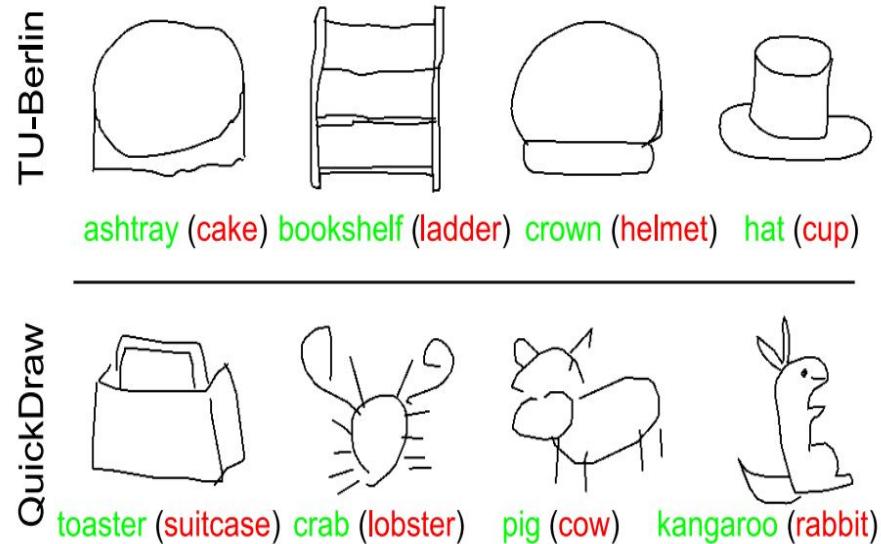 TU-Berlin
ashtray (cake) bookshelf (ladder) crown (helmet) hat (cup)
QuickDraw
toaster (suitcase) crab (lobster) pig (cow) kangaroo (rabbit)